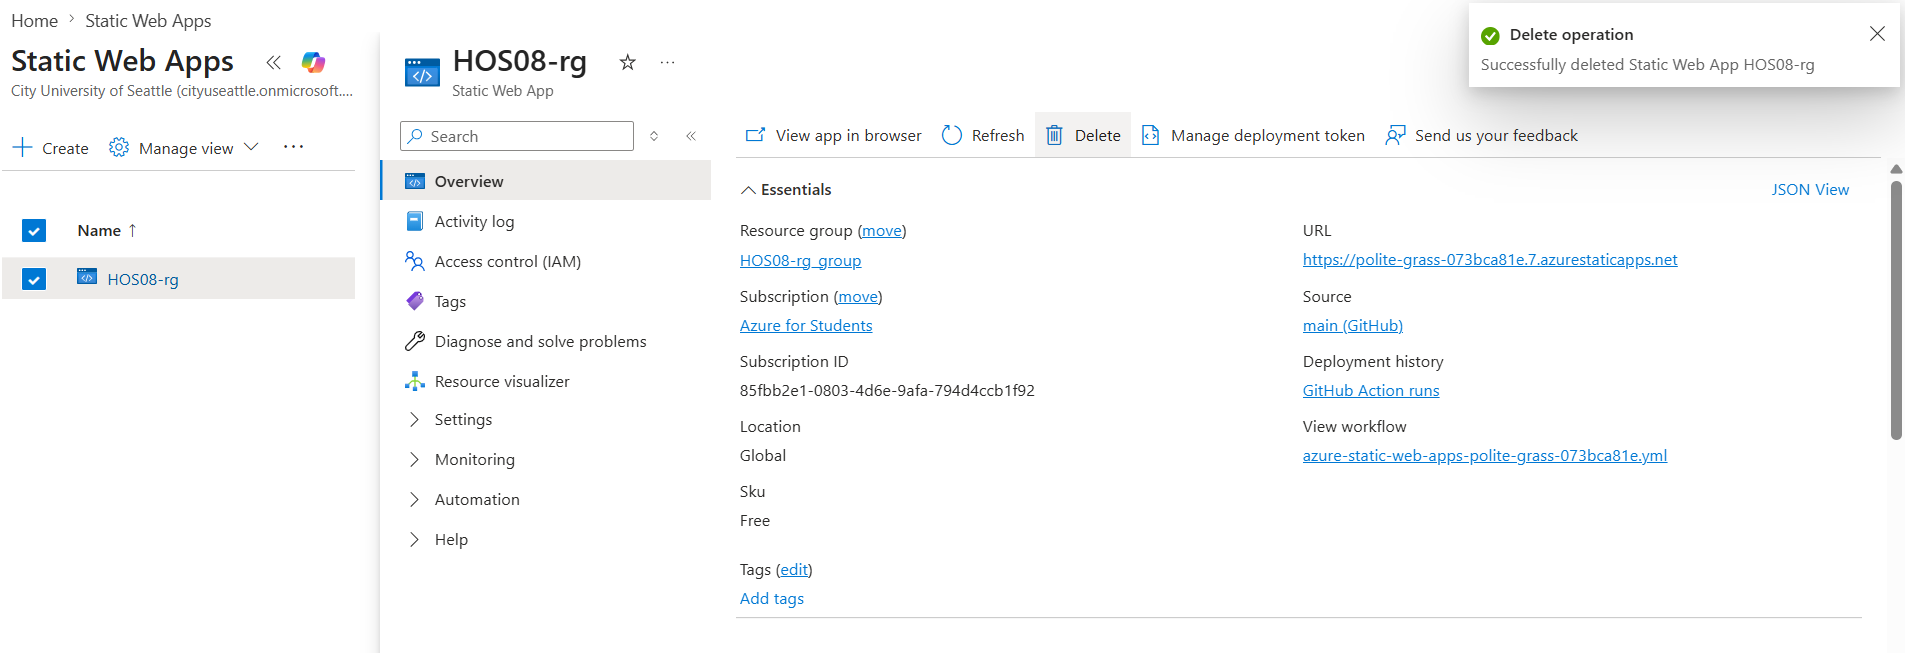 Home > Static Web Apps
Static Web Apps
City University of Seattle (cityuseattle.onmicrosoft....
Create
Manage view
Name ↑
HOS08-rg
HOS08-rg
Static Web App
Search
Overview
Activity log
Access control (IAM)
Tags
Diagnose and solve problems
Resource visualizer
Settings
Monitoring
Automation
Help
View app in browser
Refresh
Delete
Manage deployment token
Send us your feedback
Essentials
JSON View
Resource group (move)
HOS08-rg_group
Subscription (move)
Azure for Students
Subscription ID
85fbb2e1-0803-4d6e-9afa-794d4ccb1f92
Location
Global
Sku
Free
Tags (edit)
Add tags
URL
https://polite-grass-073bca81e.7.azurestaticapps.net
Source
main (GitHub)
Deployment history
GitHub Action runs
View workflow
azure-static-web-apps-polite-grass-073bca81e.yml
Delete operation
Successfully deleted Static Web App HOS08-rg